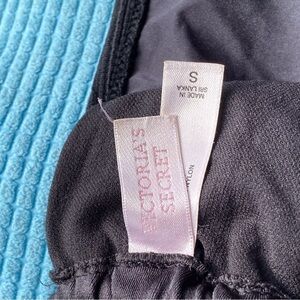 VICTORIA'S
SECRET
S
MADE IN
SRI LANKA
NYLON